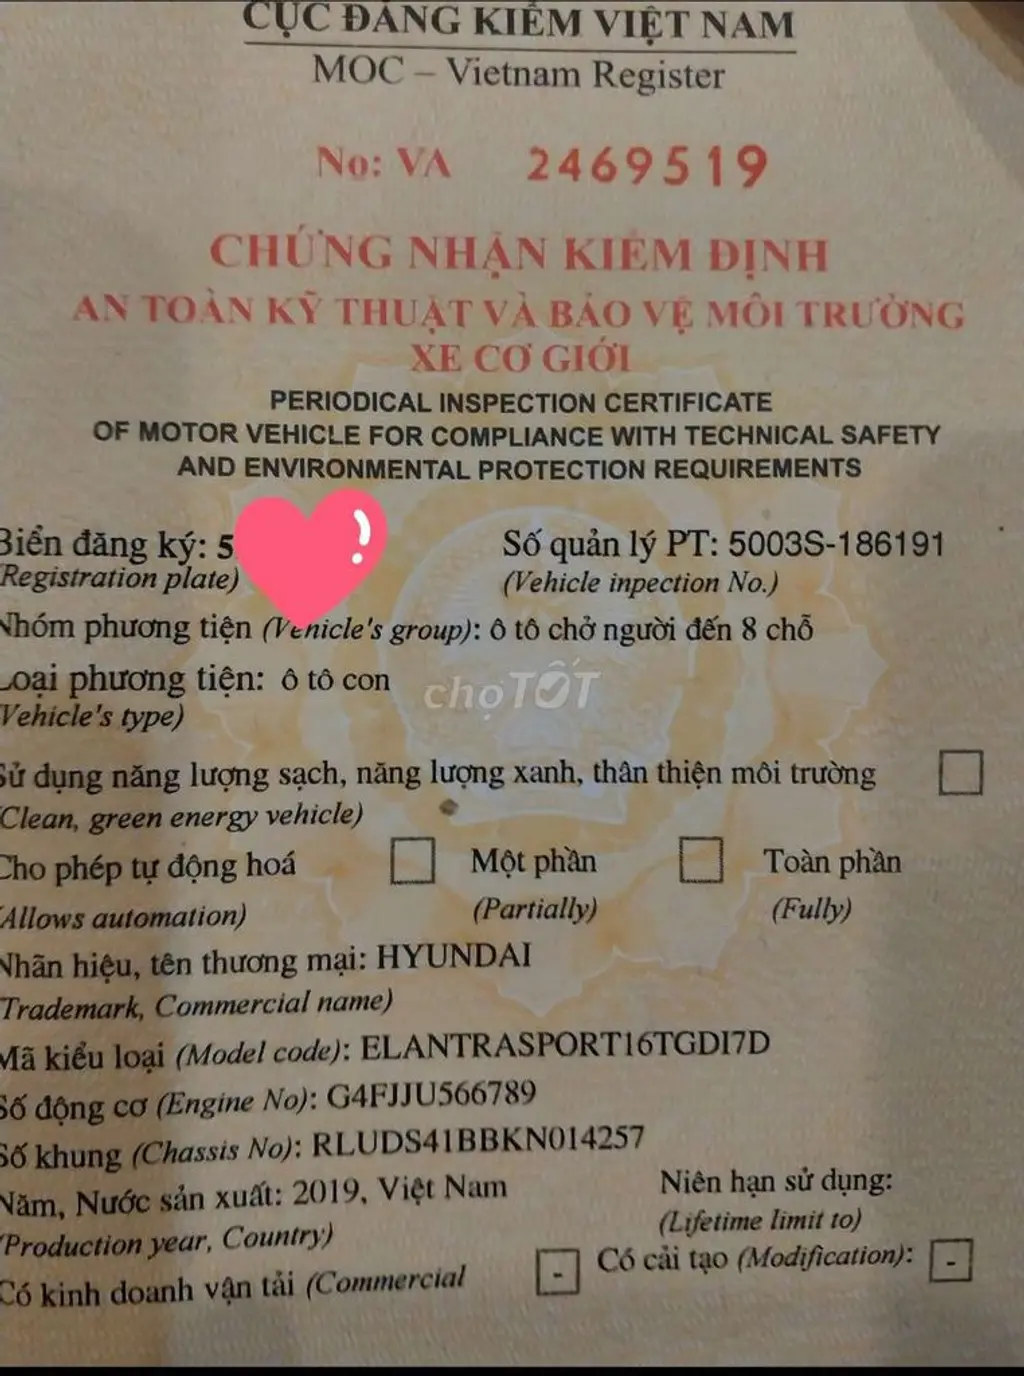 CỤC ĐĂNG KIỂM VIỆT NAM
MOC – Vietnam Register
No: VA 2469519
CHỨNG NHẬN KIỂM ĐỊNH
AN TOÀN KỸ THUẬT VÀ BẢO VỆ MÔI TRƯỜNG
XE CƠ GIỚI
PERIODICAL INSPECTION CERTIFICATE
OF MOTOR VEHICLE FOR COMPLIANCE WITH TECHNICAL SAFETY
AND ENVIRONMENTAL PROTECTION REQUIREMENTS
Biển đăng ký: 5 Số quản lý PT: 5003S-186191
(Registration plate) (Vehicle inpection No.)
Nhóm phương tiện (Vehicle's group): ô tô chở người đến 8 chỗ
Loại phương tiện: ô tô con
chợTỐT
(Vehicle's type)
Sử dụng năng lượng sạch, năng lượng xanh, thân thiện môi trường
(Clean, green energy vehicle)
Cho phép tự động hoá Một phần Toàn phần
(Allows automation) (Partially) (Fully)
Nhãn hiệu, tên thương mại: HYUNDAI
(Trademark, Commercial name)
Mã kiểu loại (Model code): ELANTRASPORT16TGDI7D
Số động cơ (Engine No): G4FJJU566789
Số khung (Chassis No): RLUDS41BBKN014257
Năm, Nước sản xuất: 2019, Việt Nam Niên hạn sử dụng:
(Production year, Country) (Lifetime limit to)
Có kinh doanh vận tải (Commercial - Có cải tạo (Modification): -